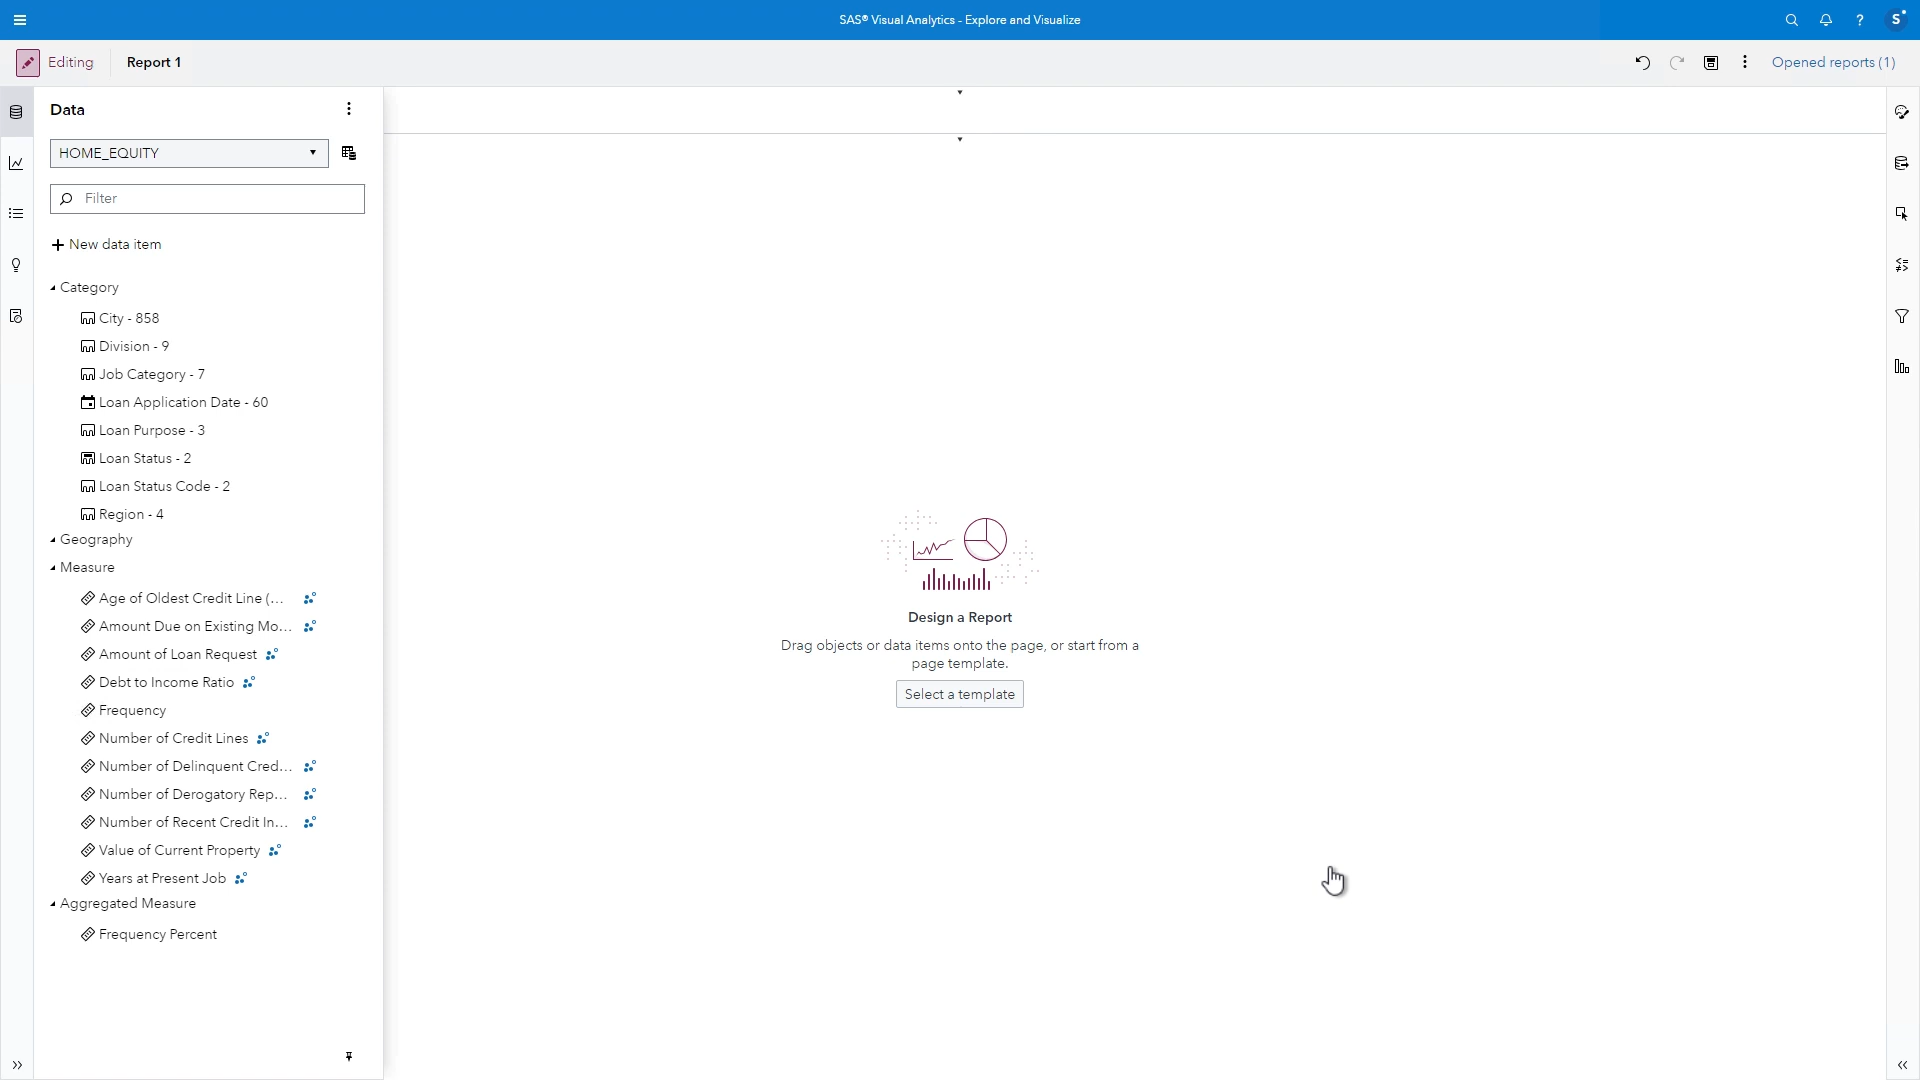 SAS® Visual Analytics - Explore and Visualize
S
Editing
Report 1
Opened reports (1)
Data
HOME_EQUITY
Filter
New data item
Category
City - 858
Division - 9
Job Category - 7
Loan Application Date - 60
Loan Purpose - 3
Loan Status - 2
Loan Status Code - 2
Region - 4
Geography
Measure
Age of Oldest Credit Line (...
Amount Due on Existing Mo...
Amount of Loan Request
Debt to Income Ratio
Frequency
Number of Credit Lines
Number of Delinquent Cred...
Number of Derogatory Rep...
Number of Recent Credit In...
Value of Current Property
Years at Present Job
Aggregated Measure
Frequency Percent
Design a Report
Drag objects or data items onto the page, or start from a
page template.
Select a template